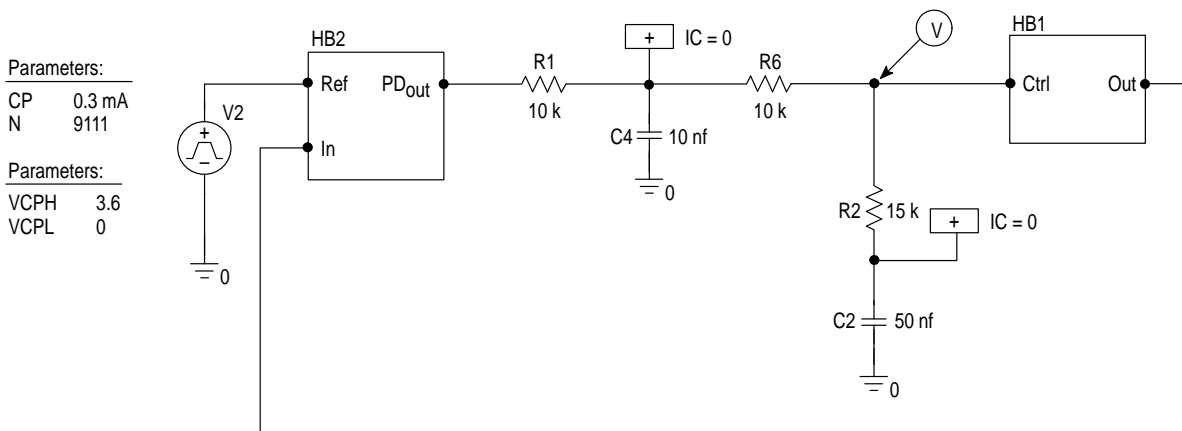 Parameters:
CP 0.3 mA
N 9111
Parameters:
VCPH 3.6
VCPL 0
V2
+
–
0
HB2
Ref
PDout
In
R1
10 k
+
IC = 0
C4
10 nf
0
R6
10 k
V
HB1
Ctrl
Out
R2
15 k
+
IC = 0
C2
50 nf
0